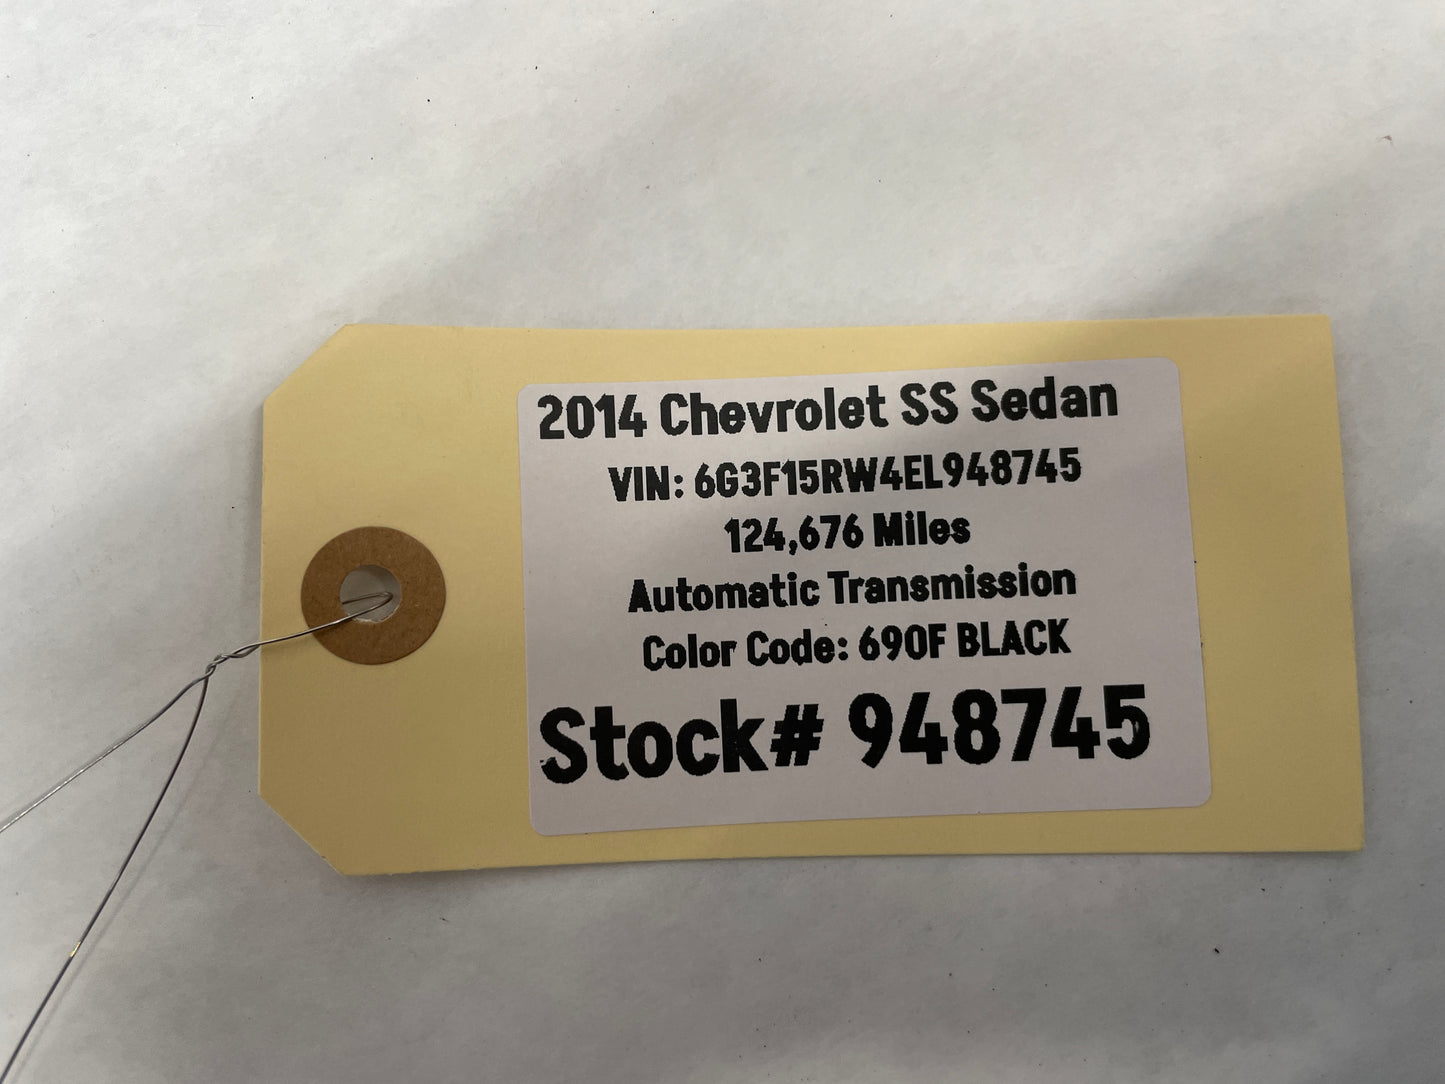 2014 Chevrolet SS Sedan
VIN: 6G3F15RW4EL948745
124,676 Miles
Automatic Transmission
Color Code: 690F BLACK
Stock# 948745